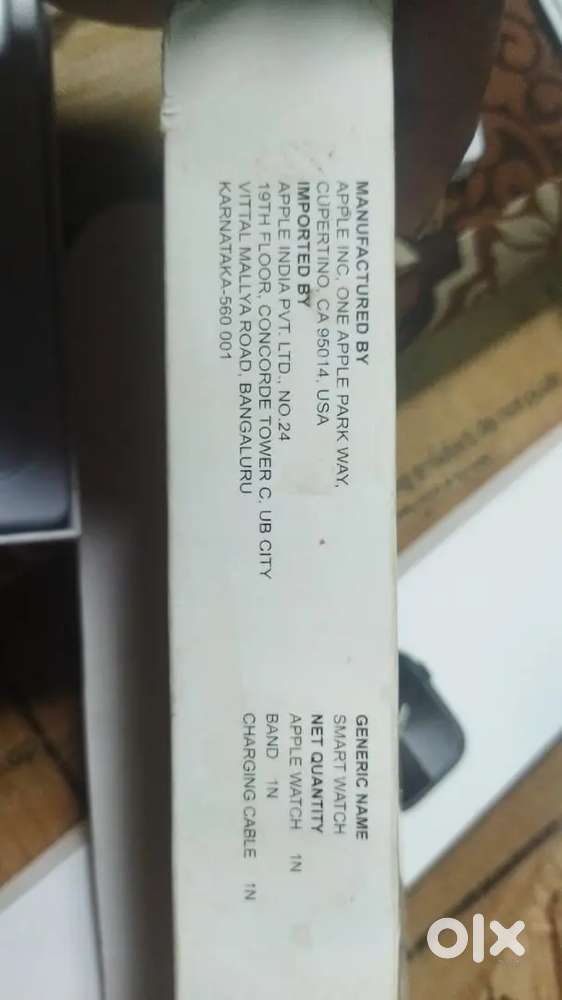 MANUFACTURED BY
APPLE INC, ONE APPLE PARK WAY,
CUPERTINO, CA 95014, USA
IMPORTED BY
APPLE INDIA PVT. LTD., NO.24
19TH FLOOR, CONCORDE TOWER C, UB CITY
VITTAL MALLYA ROAD, BANGALURU
KARNATAKA-560 001
GENERIC NAME
SMART WATCH
NET QUANTITY
APPLE WATCH 1N
BAND 1N
CHARGING CABLE 1N
olx